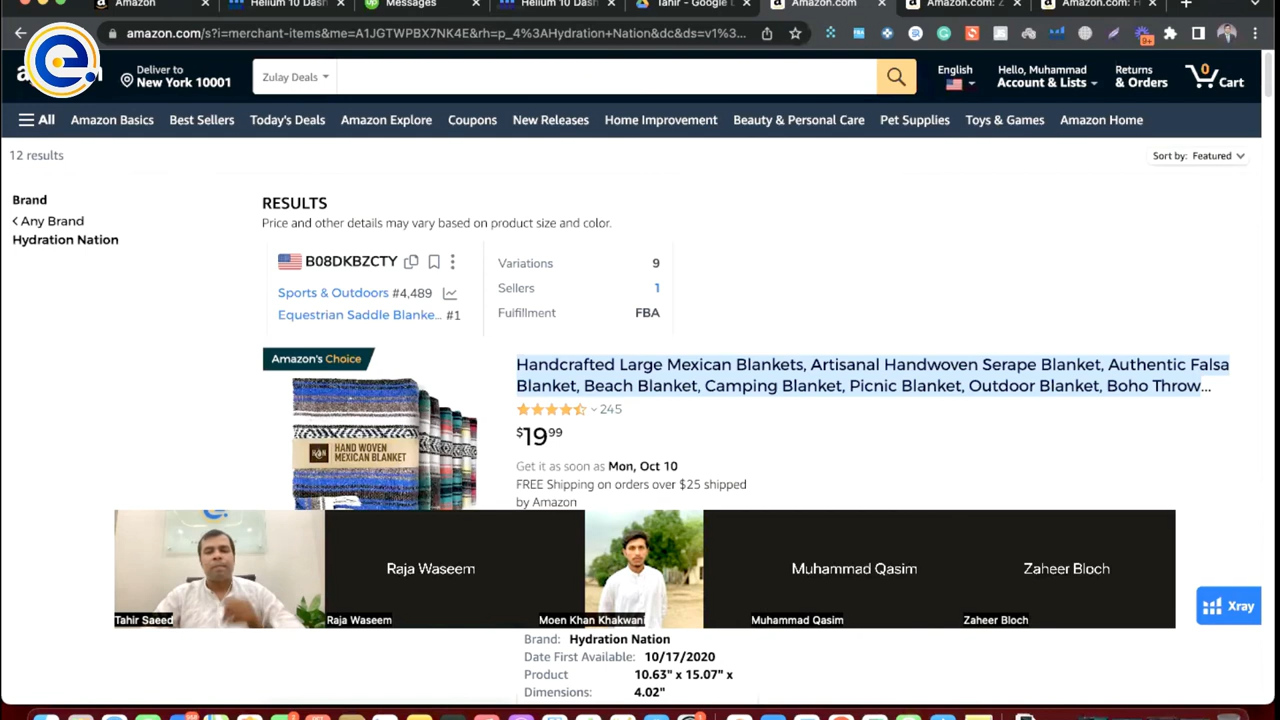 Amazon
Helium 10 Dash
Messages
Helium 10 Dash
Tahir - Google
Amazon.com
Amazon.com: Z
Amazon.com: H
amazon.com/s?i=merchant-items&me=A1JGTWPBX7NK4E&rh=p_4%3AHydration+Nation&dc&ds=v1%3...
9+
Deliver to
New York 10001
Zulay Deals
English
Hello, Muhammad
Account & Lists
Returns
& Orders
0
Cart
All
Amazon Basics
Best Sellers
Today's Deals
Amazon Explore
Coupons
New Releases
Home Improvement
Beauty & Personal Care
Pet Supplies
Toys & Games
Amazon Home
12 results
Sort by: Featured
Brand
< Any Brand
Hydration Nation
RESULTS
Price and other details may vary based on product size and color.
B08DKBZCTY
Sports & Outdoors #4,489
Equestrian Saddle Blanke... #1
Variations 9
Sellers 1
Fulfillment FBA
Amazon's Choice
HAND WOVEN
MEXICAN BLANKET
Handcrafted Large Mexican Blankets, Artisanal Handwoven Serape Blanket, Authentic Falsa
Blanket, Beach Blanket, Camping Blanket, Picnic Blanket, Outdoor Blanket, Boho Throw...
245
$19 99
Get it as soon as Mon, Oct 10
FREE Shipping on orders over $25 shipped
by Amazon
Raja Waseem
Muhammad Qasim
Zaheer Bloch
Tahir Saeed
Raja Waseem
Moen Khan Khakwani
Muhammad Qasim
Zaheer Bloch
Xray
Brand: Hydration Nation
Date First Available: 10/17/2020
Product 10.63" x 15.07" x
Dimensions: 4.02"